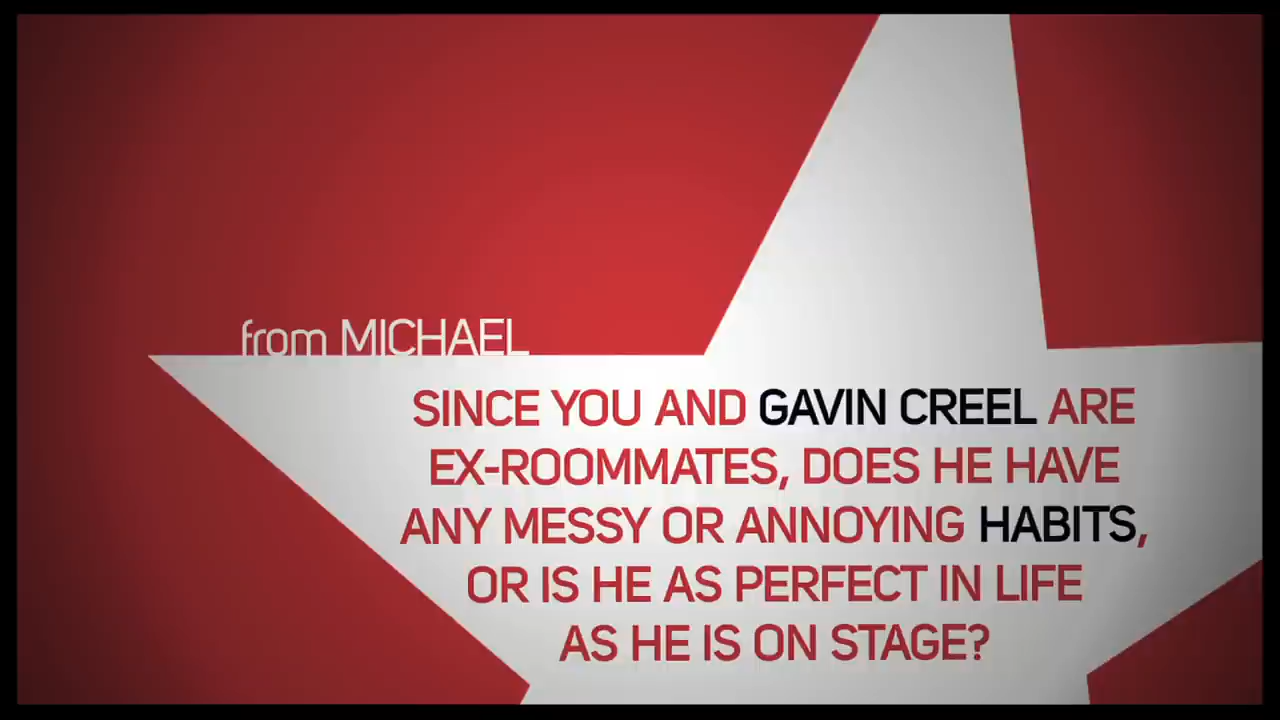 from MICHAEL
SINCE YOU AND GAVIN CREEL ARE
EX-ROOMMATES, DOES HE HAVE
ANY MESSY OR ANNOYING HABITS,
OR IS HE AS PERFECT IN LIFE
AS HE IS ON STAGE?